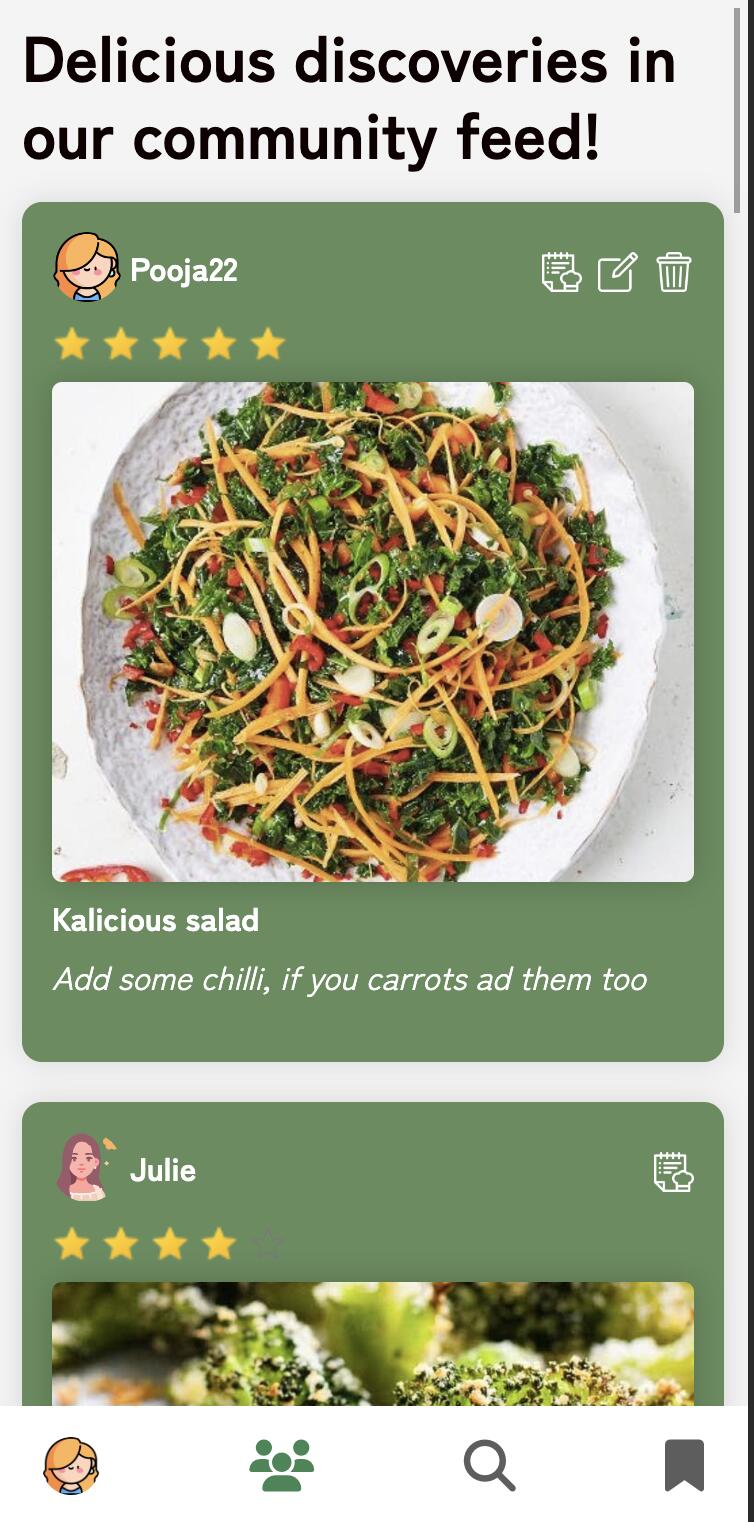 Delicious discoveries in
our community feed!
Pooja22
Kalicious salad
Add some chilli, if you carrots ad them too
Julie